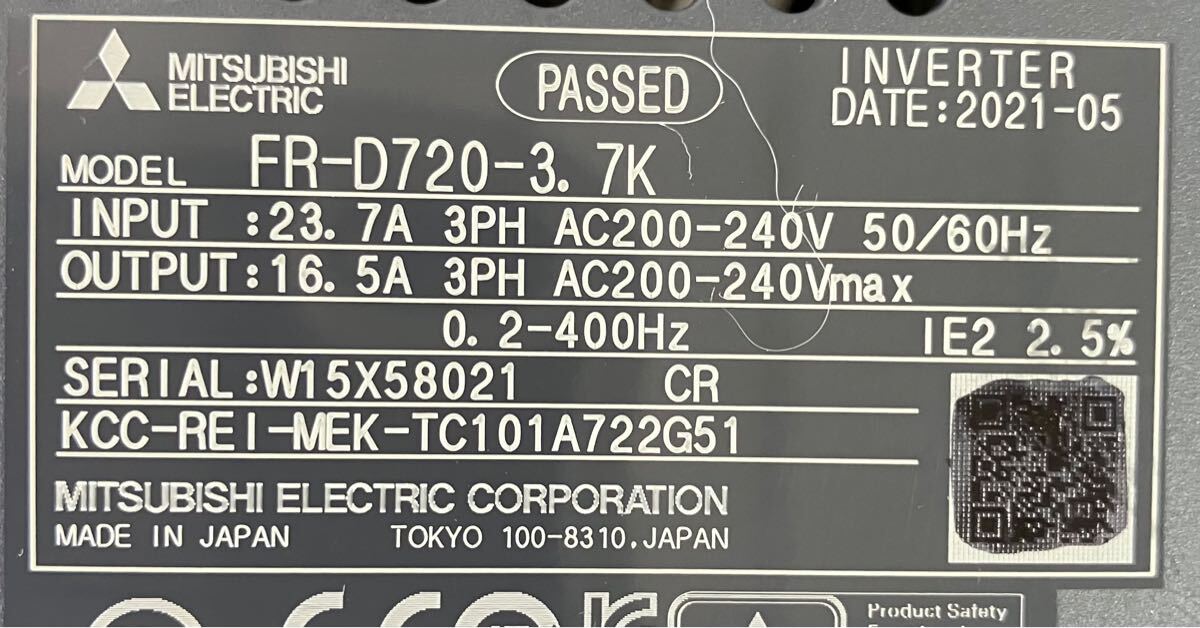 MITSUBISHI
ELECTRIC
PASSED
INVERTER
DATE:2021-05
MODEL FR-D720-3.7K
INPUT :23.7A 3PH AC200-240V 50/60Hz
OUTPUT:16.5A 3PH AC200-240Vmax
0.2-400Hz IE2 2.5%
SERIAL:W15X58021 CR
KCC-REI-MEK-TC101A722G51
MITSUBISHI ELECTRIC CORPORATION
MADE IN JAPAN TOKYO 100-8310,JAPAN
Product Safety